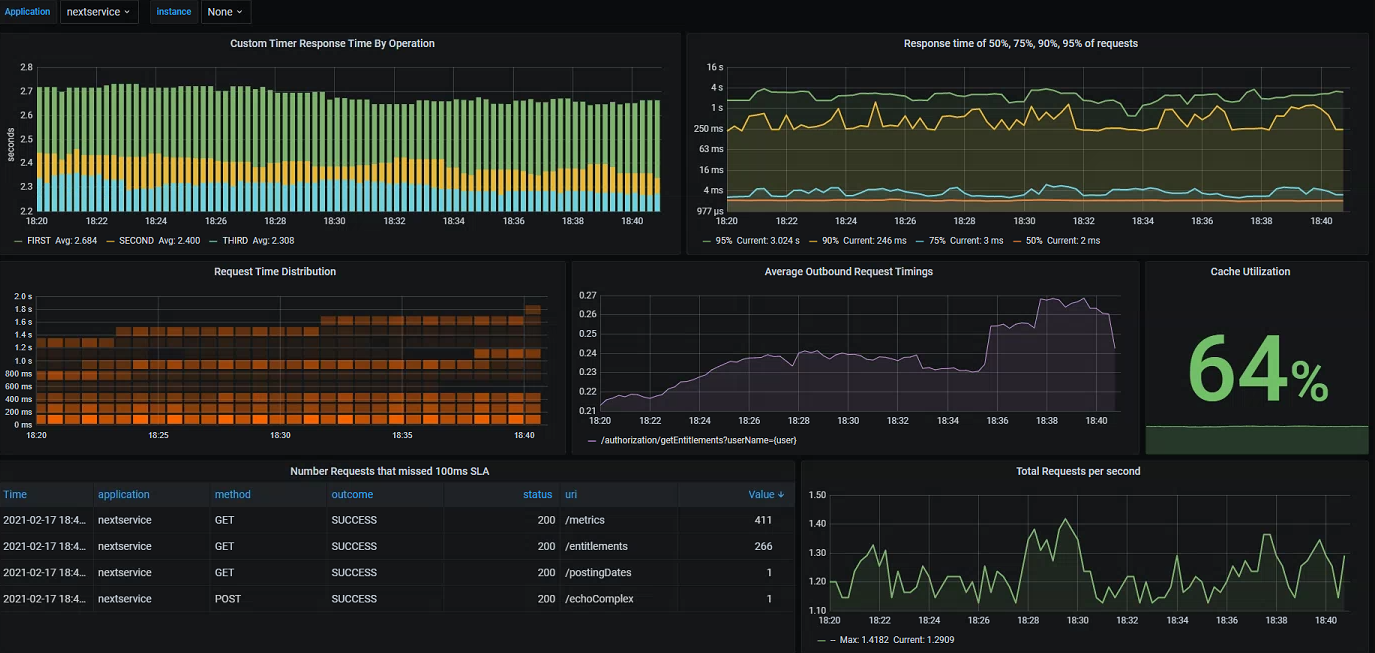 Application nextservice instance None
Custom Timer Response Time By Operation
2.8
2.7
2.6
2.5
2.4
2.3
2.2
seconds
18:20 18:22 18:24 18:26 18:28 18:30 18:32 18:34 18:36 18:38 18:40
FIRST Avg: 2.684 SECOND Avg: 2.400 THIRD Avg: 2.308
Response time of 50%, 75%, 90%, 95% of requests
16 s
4 s
1 s
250 ms
63 ms
16 ms
4 ms
977 µs
18:20 18:22 18:24 18:26 18:28 18:30 18:32 18:34 18:36 18:38 18:40
95% Current: 3.024 s 90% Current: 246 ms 75% Current: 3 ms 50% Current: 2 ms
Request Time Distribution
2.0 s
1.8 s
1.6 s
1.4 s
1.2 s
1.0 s
800 ms
600 ms
400 ms
200 ms
0 ms
18:20 18:25 18:30 18:35 18:40
Average Outbound Request Timings
0.27
0.26
0.25
0.24
0.23
0.22
0.21
18:20 18:22 18:24 18:26 18:28 18:30 18:32 18:34 18:36 18:38 18:40
/authorization/getEntitlements?userName={user}
Cache Utilization
64%
Number Requests that missed 100ms SLA
Time application method outcome status uri Value ↓
2021-02-17 18:4... nextservice GET SUCCESS 200 /metrics 411
2021-02-17 18:4... nextservice GET SUCCESS 200 /entitlements 266
2021-02-17 18:4... nextservice GET SUCCESS 200 /postingDates 1
2021-02-17 18:4... nextservice POST SUCCESS 200 /echoComplex 1
Total Requests per second
1.50
1.40
1.30
1.20
1.10
18:20 18:22 18:24 18:26 18:28 18:30 18:32 18:34 18:36 18:38 18:40
– Max: 1.4182 Current: 1.2909